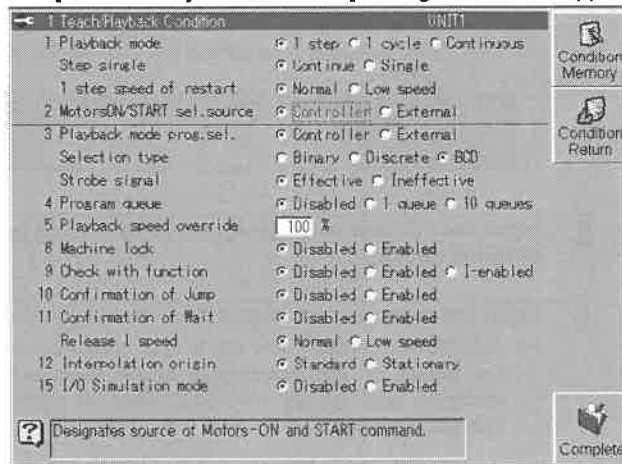 1 Teach/Playback Condition UNIT1
1 Playback mode 1 step 1 cycle Continuous
Step single Continue Single
1 step speed of restart Normal Low speed
2 MotorsON/START sel.source Controller External
3 Playback mode prog.sel. Controller External
Selection type Binary Discrete BCD
Strobe signal Effective Ineffective
4 Program queue Disabled 1 queue 10 queues
5 Playback speed override 100 %
8 Machine lock Disabled Enabled
9 Check with function Disabled Enabled I-enabled
10 Confirmation of Jump Disabled Enabled
11 Confirmation of Wait Disabled Enabled
Release I speed Normal Low speed
12 Interpolation origin Standard Stationary
15 I/O Simulation mode Disabled Enabled
Designates source of Motors-ON and START command.
Condition
Memory
Condition
Return
Complete